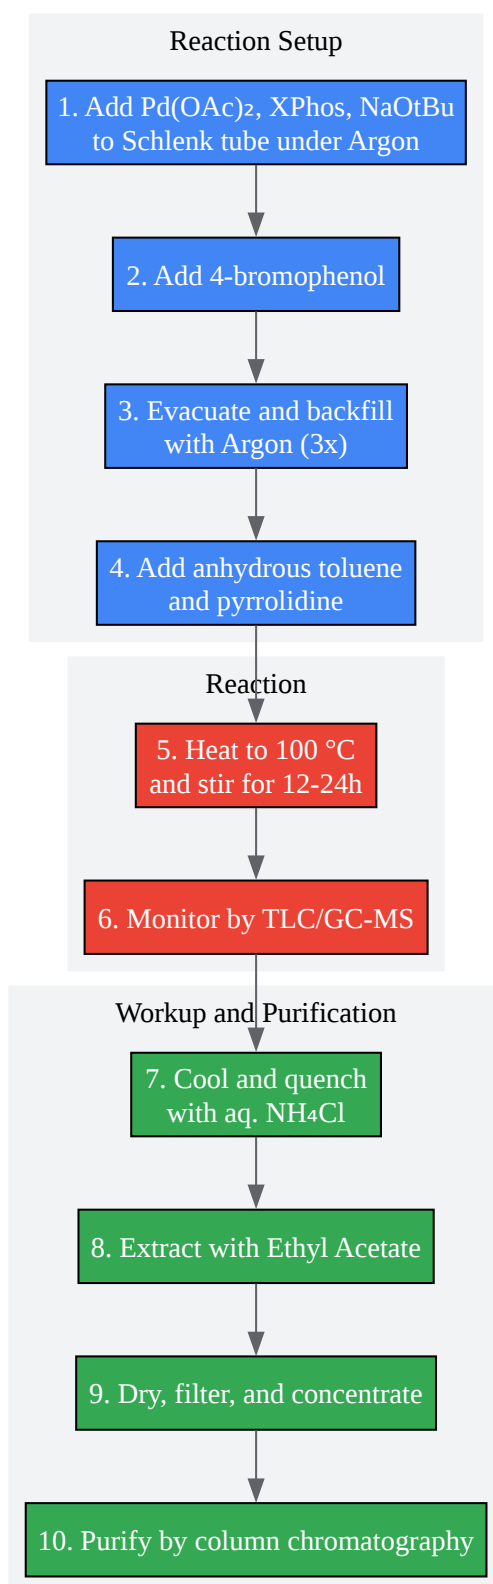 Reaction Setup
1. Add Pd(OAc)₂, XPhos, NaOtBu
to Schlenk tube under Argon
2. Add 4-bromophenol
3. Evacuate and backfill
with Argon (3x)
4. Add anhydrous toluene
and pyrrolidine
Reaction
5. Heat to 100 °C
and stir for 12-24h
6. Monitor by TLC/GC-MS
Workup and Purification
7. Cool and quench
with aq. NH₄Cl
8. Extract with Ethyl Acetate
9. Dry, filter, and concentrate
10. Purify by column chromatography